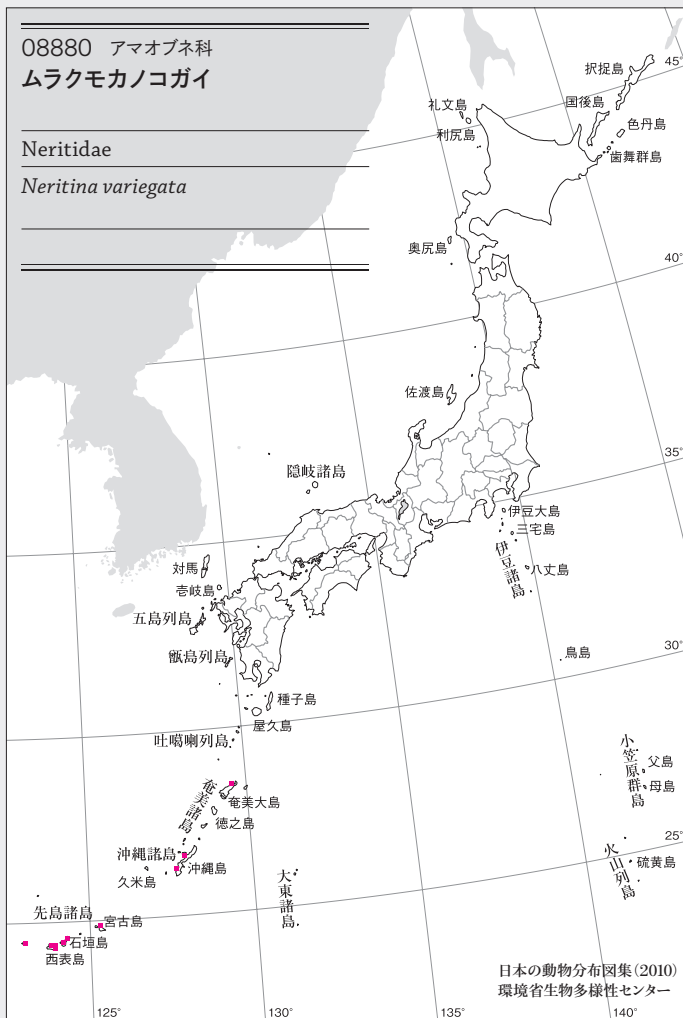 08880 アマオブネ科
ムラクモカノコガイ
Neritidae
Neritina variegata
45°
択捉島
国後島
礼文島
色丹島
利尻島
歯舞群島
奥尻島
40°
佐渡島
35°
隠岐諸島
伊豆大島
三宅島
伊豆諸島
八丈島
対馬
壱岐島
五島列島
甑島列島
鳥島
30°
種子島
屋久島
吐噶喇列島
小笠原群島
父島
母島
奄美諸島
奄美大島
徳之島
25°
沖縄諸島
沖縄島
久米島
大東諸島
火山列島
硫黄島
先島諸島
宮古島
石垣島
西表島
日本の動物分布図集(2010)
環境省生物多様性センター
125°
130°
135°
140°